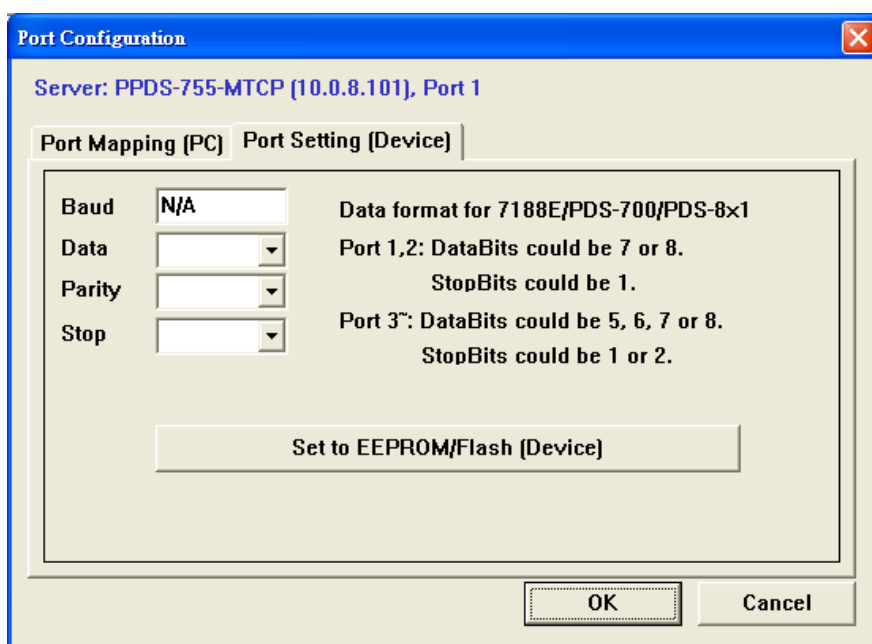 Port Configuration
Server: PPDS-755-MTCP (10.0.8.101), Port 1
Port Mapping (PC)
Port Setting (Device)
Baud
N/A
Data
Parity
Stop
Data format for 7188E/PDS-700/PDS-8x1
Port 1,2: DataBits could be 7 or 8.
StopBits could be 1.
Port 3~: DataBits could be 5, 6, 7 or 8.
StopBits could be 1 or 2.
Set to EEPROM/Flash (Device)
OK
Cancel